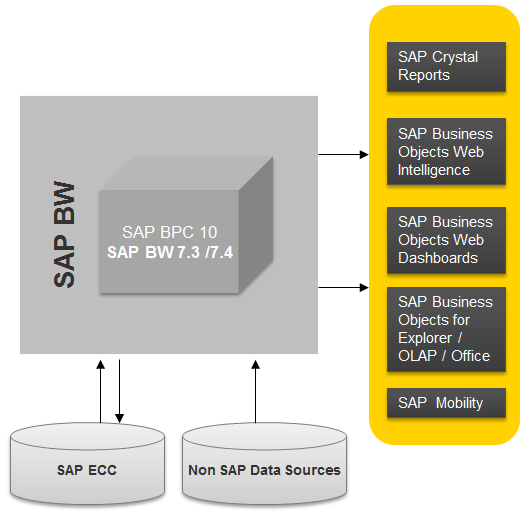 SAP BW
SAP BPC 10
SAP BW 7.3 /7.4
SAP ECC
Non SAP Data Sources
SAP Crystal
Reports
SAP Business
Objects Web
Intelligence
SAP Business
Objects Web
Dashboards
SAP Business
Objects for
Explorer /
OLAP / Office
SAP Mobility